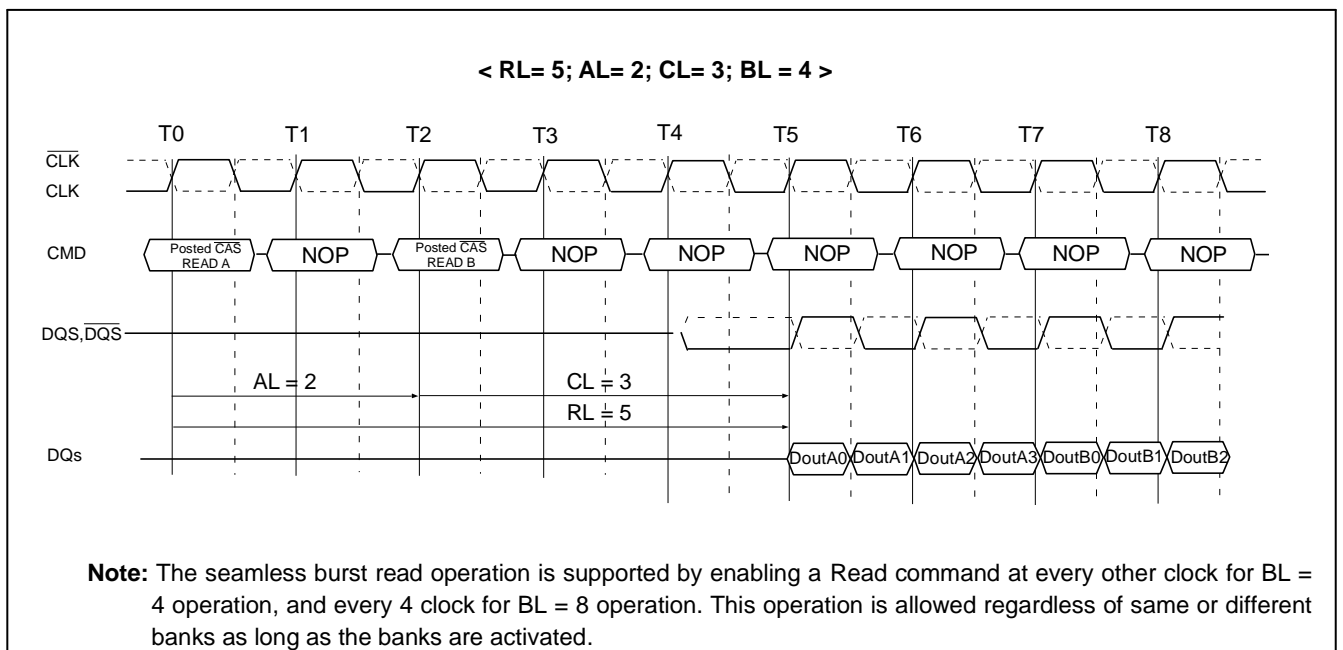 < RL= 5; AL= 2; CL= 3; BL = 4 >
T0 T1 T2 T3 T4 T5 T6 T7 T8
C̅L̅K̅
CLK
CMD
Posted C̅A̅S̅
READ A
NOP
Posted C̅A̅S̅
READ B
NOP
NOP
NOP
NOP
NOP
NOP
DQS,D̅Q̅S̅
AL = 2
CL = 3
RL = 5
DQs
DoutA0 DoutA1 DoutA2 DoutA3 DoutB0 DoutB1 DoutB2
Note: The seamless burst read operation is supported by enabling a Read command at every other clock for BL =
4 operation, and every 4 clock for BL = 8 operation. This operation is allowed regardless of same or different
banks as long as the banks are activated.